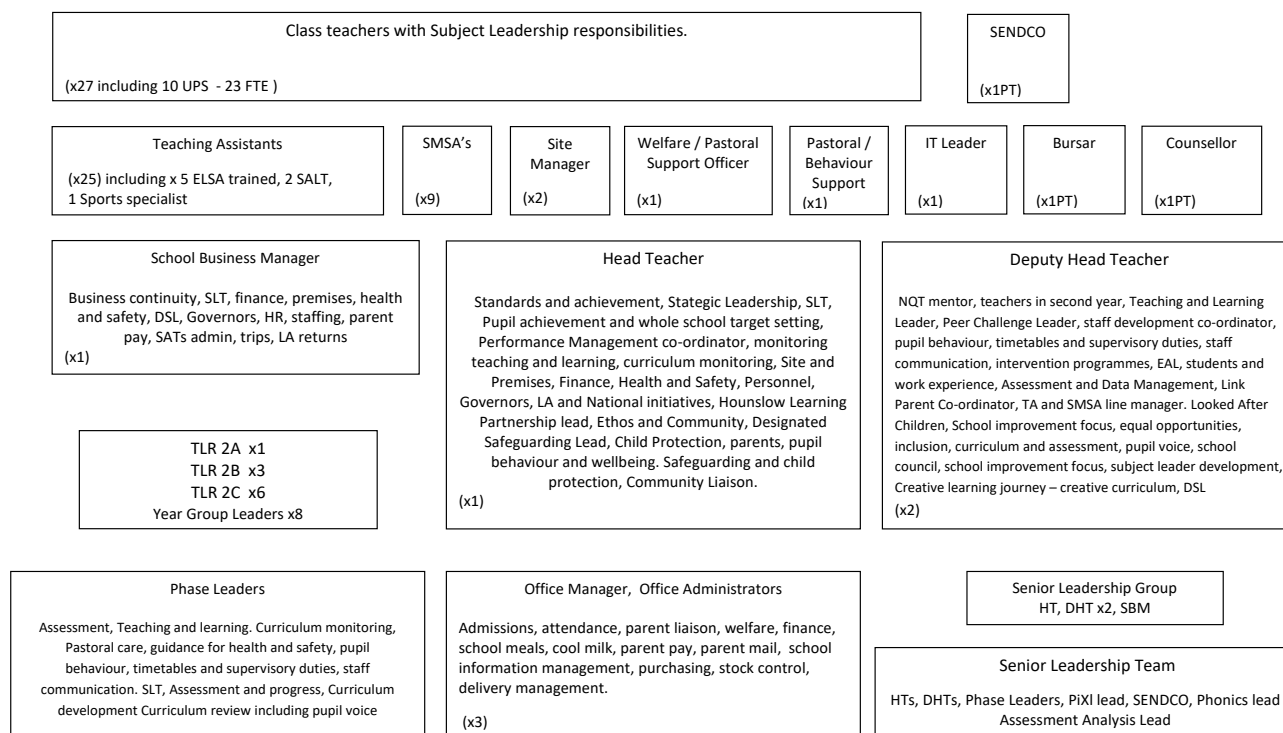 Class teachers with Subject Leadership responsibilities.
(x27 including 10 UPS - 23 FTE )
SENDCO
(x1PT)
Teaching Assistants
(x25) including x 5 ELSA trained, 2 SALT,
1 Sports specialist
SMSA’s
(x9)
Site
Manager
(x2)
Welfare / Pastoral
Support Officer
(x1)
Pastoral /
Behaviour
Support
(x1)
IT Leader
(x1)
Bursar
(x1PT)
Counsellor
(x1PT)
School Business Manager
Business continuity, SLT, finance, premises, health
and safety, DSL, Governors, HR, staffing, parent
pay, SATs admin, trips, LA returns
(x1)
Head Teacher
Standards and achievement, Stategic Leadership, SLT,
Pupil achievement and whole school target setting,
Performance Management co-ordinator, monitoring
teaching and learning, curriculum monitoring, Site and
Premises, Finance, Health and Safety, Personnel,
Governors, LA and National initiatives, Hounslow Learning
Partnership lead, Ethos and Community, Designated
Safeguarding Lead, Child Protection, parents, pupil
behaviour and wellbeing. Safeguarding and child
protection, Community Liaison.
(x1)
Deputy Head Teacher
NQT mentor, teachers in second year, Teaching and Learning
Leader, Peer Challenge Leader, staff development co-ordinator,
pupil behaviour, timetables and supervisory duties, staff
communication, intervention programmes, EAL, students and
work experience, Assessment and Data Management, Link
Parent Co-ordinator, TA and SMSA line manager. Looked After
Children, School improvement focus, equal opportunities,
inclusion, curriculum and assessment, pupil voice, school
council, school improvement focus, subject leader development,
Creative learning journey – creative curriculum, DSL
(x2)
TLR 2A x1
TLR 2B x3
TLR 2C x6
Year Group Leaders x8
Phase Leaders
Assessment, Teaching and learning. Curriculum monitoring,
Pastoral care, guidance for health and safety, pupil
behaviour, timetables and supervisory duties, staff
communication. SLT, Assessment and progress, Curriculum
development Curriculum review including pupil voice
Office Manager, Office Administrators
Admissions, attendance, parent liaison, welfare, finance,
school meals, cool milk, parent pay, parent mail, school
information management, purchasing, stock control,
delivery management.
(x3)
Senior Leadership Group
HT, DHT x2, SBM
Senior Leadership Team
HTs, DHTs, Phase Leaders, PiXl lead, SENDCO, Phonics lead
Assessment Analysis Lead